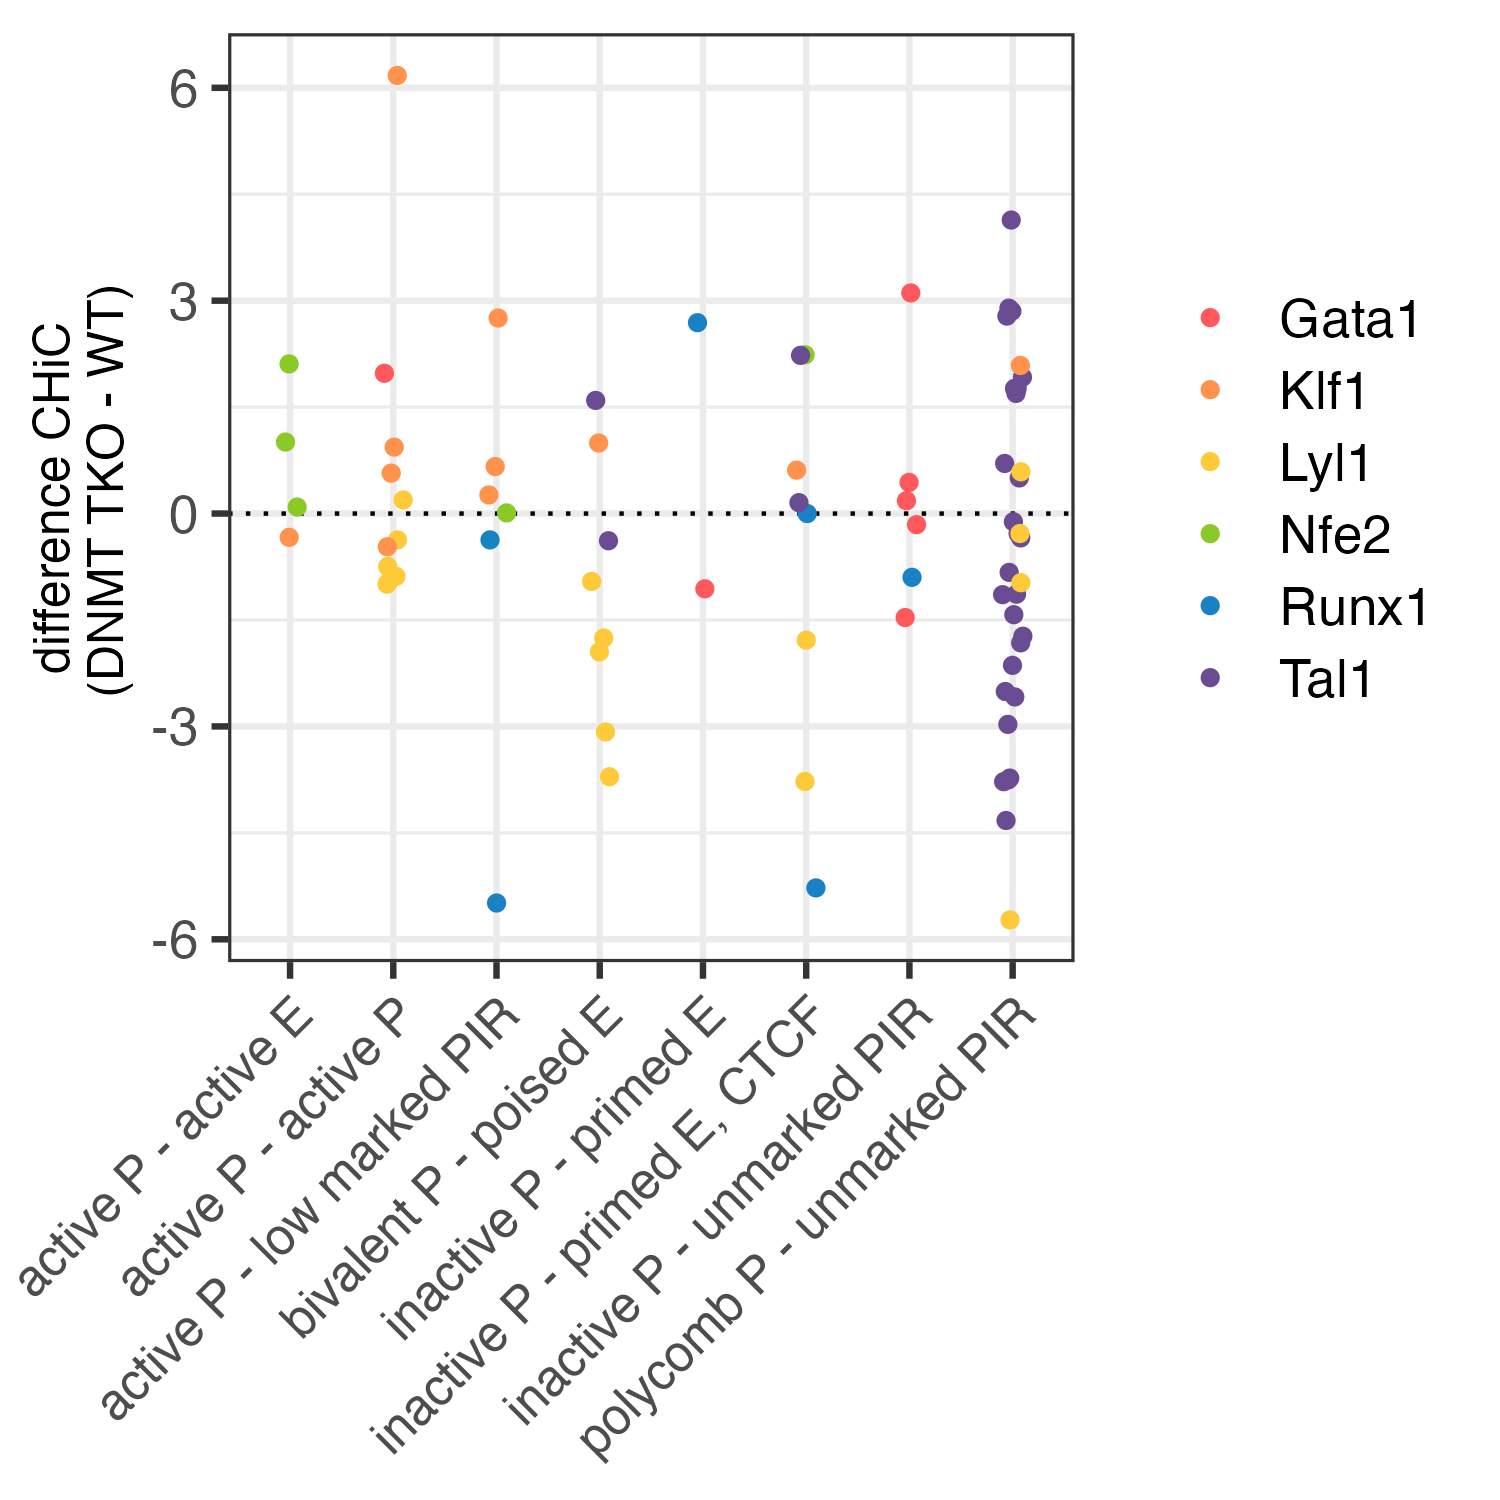 difference CHiC
(DNMT TKO - WT)
6
3
0
-3
-6
active P - active E
active P - active P
active P - low marked PIR
bivalent P - poised E
inactive P - primed E
inactive P - primed E, CTCF
inactive P - unmarked PIR
polycomb P - unmarked PIR
Gata1
Klf1
Lyl1
Nfe2
Runx1
Tal1